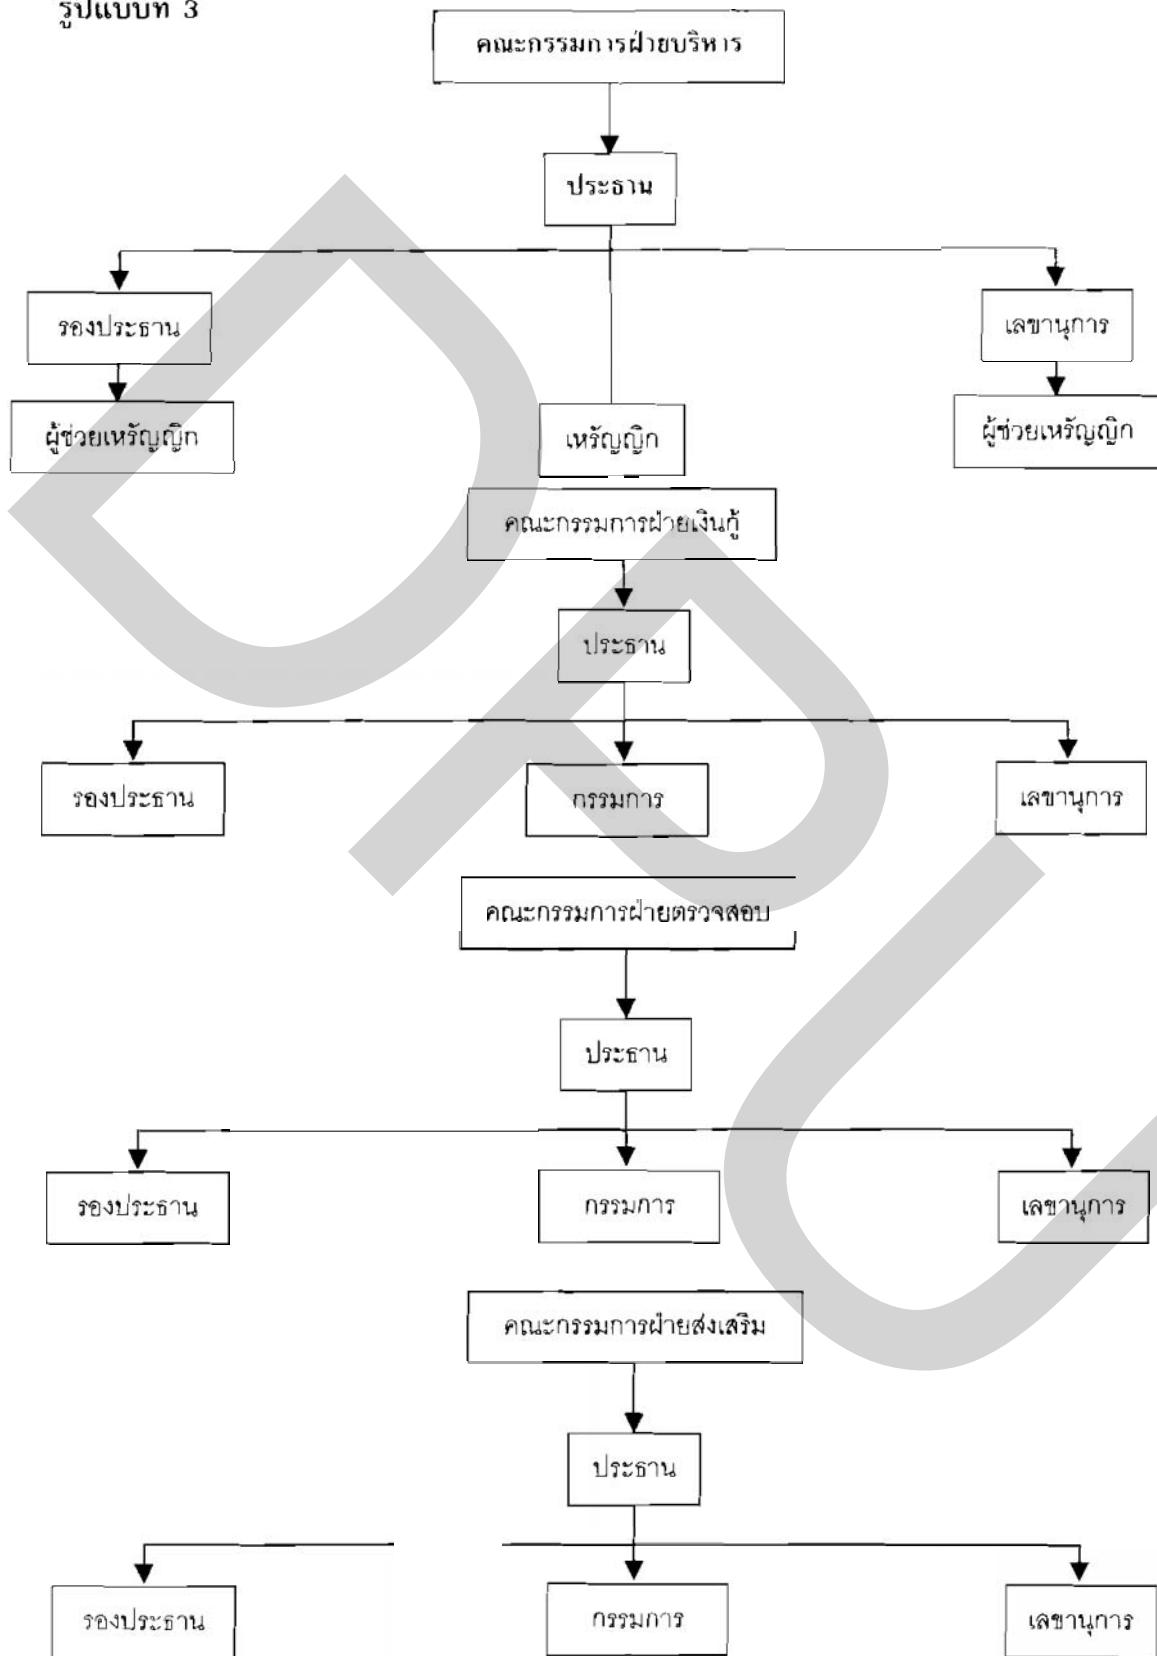 รูปแบบที่ 3
คณะกรรมการฝ่ายบริหาร
ประธาน
รองประธาน
เลขานุการ
ผู้ช่วยเหรัญญิก
เหรัญญิก
ผู้ช่วยเหรัญญิก
คณะกรรมการฝ่ายเงินกู้
ประธาน
รองประธาน
กรรมการ
เลขานุการ
คณะกรรมการฝ่ายตรวจสอบ
ประธาน
รองประธาน
กรรมการ
เลขานุการ
คณะกรรมการฝ่ายส่งเสริม
ประธาน
รองประธาน
กรรมการ
เลขานุการ
DPU